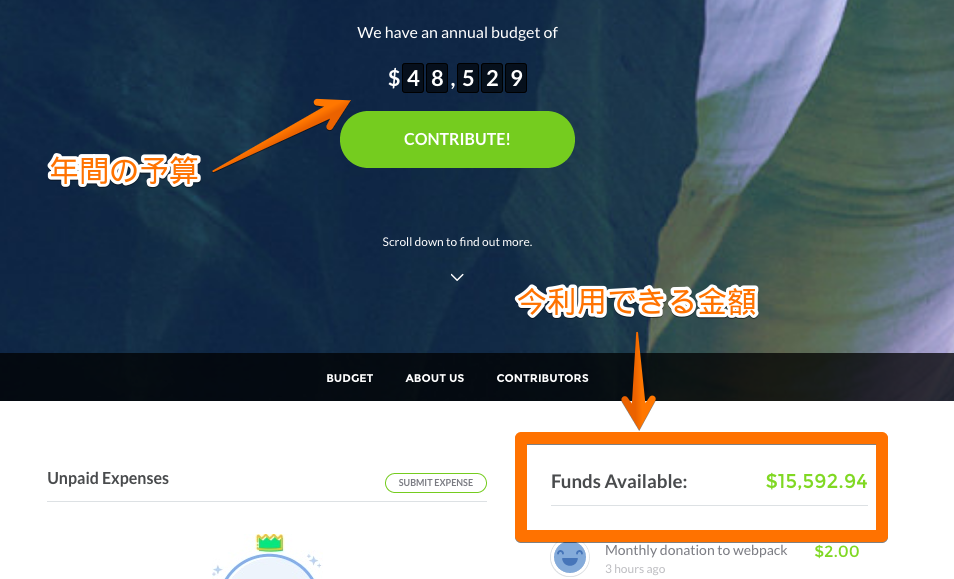 We have an annual budget of
$48,529
CONTRIBUTE!
年間の予算
Scroll down to find out more.
今利用できる金額
BUDGET ABOUT US CONTRIBUTORS
Unpaid Expenses
SUBMIT EXPENSE
Funds Available: $15,592.94
Monthly donation to webpack $2.00
3 hours ago